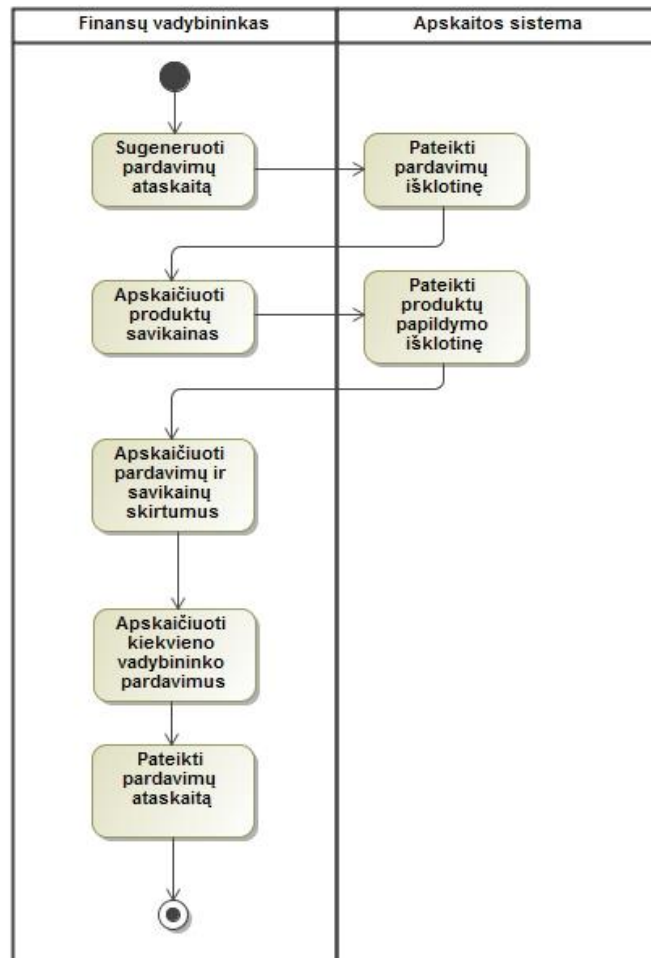 Finansų vadybininkas
Apskaitos sistema
Sugeneruoti
pardavimų
ataskaitą
Pateikti
pardavimų
išklotinę
Apskaičiuoti
produktų
savikainas
Pateikti
produktų
papildymo
išklotinę
Apskaičiuoti
pardavimų ir
savikainų
skirtumus
Apskaičiuoti
kiekvieno
vadybininko
pardavimus
Pateikti
pardavimų
ataskaitą